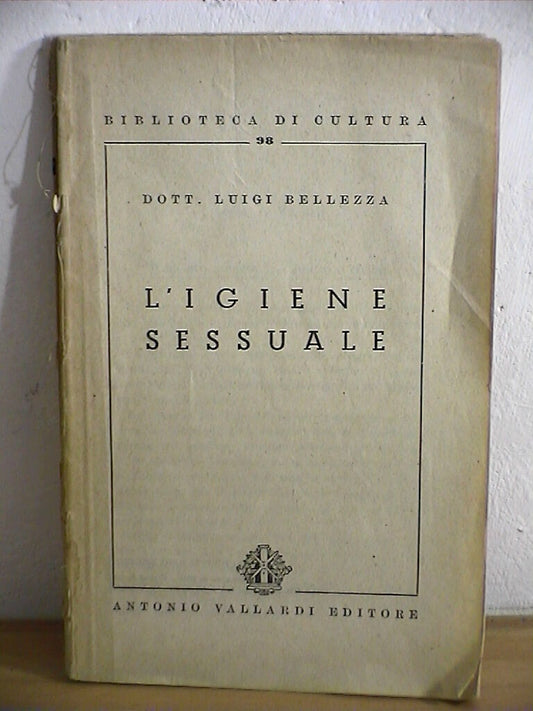 BIBLIOTECA DI CULTURA
98
DOTT. LUIGI BELLEZZA
L'IGIENE
SESSUALE
ANTONIO VALLARDI EDITORE